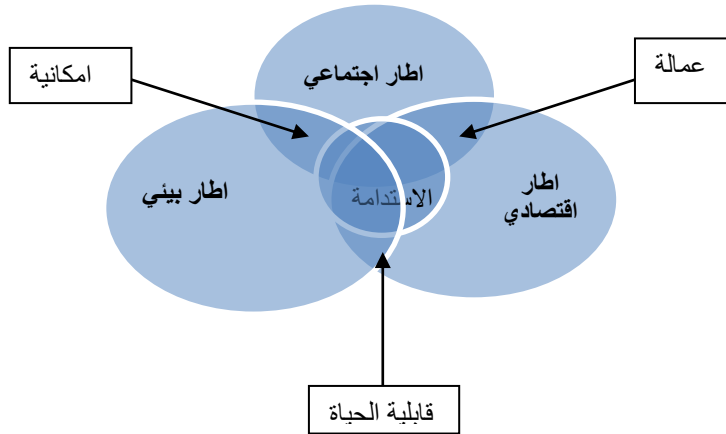 اطار اجتماعي
عمالة
امكانية
اطار
اقتصادي
الاستدامة
اطار بيئي
قابلية الحياة